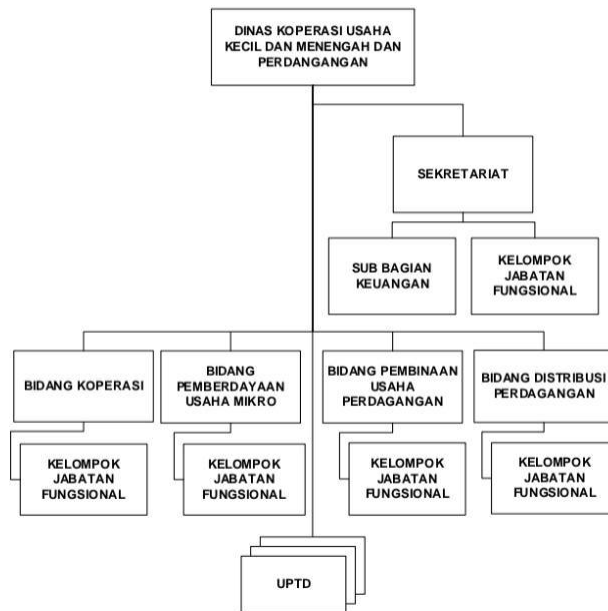 DINAS KOPERASI USAHA
KECIL DAN MENENGAH DAN
PERDANGANGAN
SEKRETARIAT
SUB BAGIAN
KEUANGAN
KELOMPOK
JABATAN
FUNGSIONAL
BIDANG KOPERASI
BIDANG
PEMBERDAYAAN
USAHA MIKRO
BIDANG PEMBINAAN
USAHA
PERDAGANGAN
BIDANG DISTRIBUSI
PERDAGANGAN
KELOMPOK
JABATAN
FUNGSIONAL
KELOMPOK
JABATAN
FUNGSIONAL
KELOMPOK
JABATAN
FUNGSIONAL
KELOMPOK
JABATAN
FUNGSIONAL
UPTD